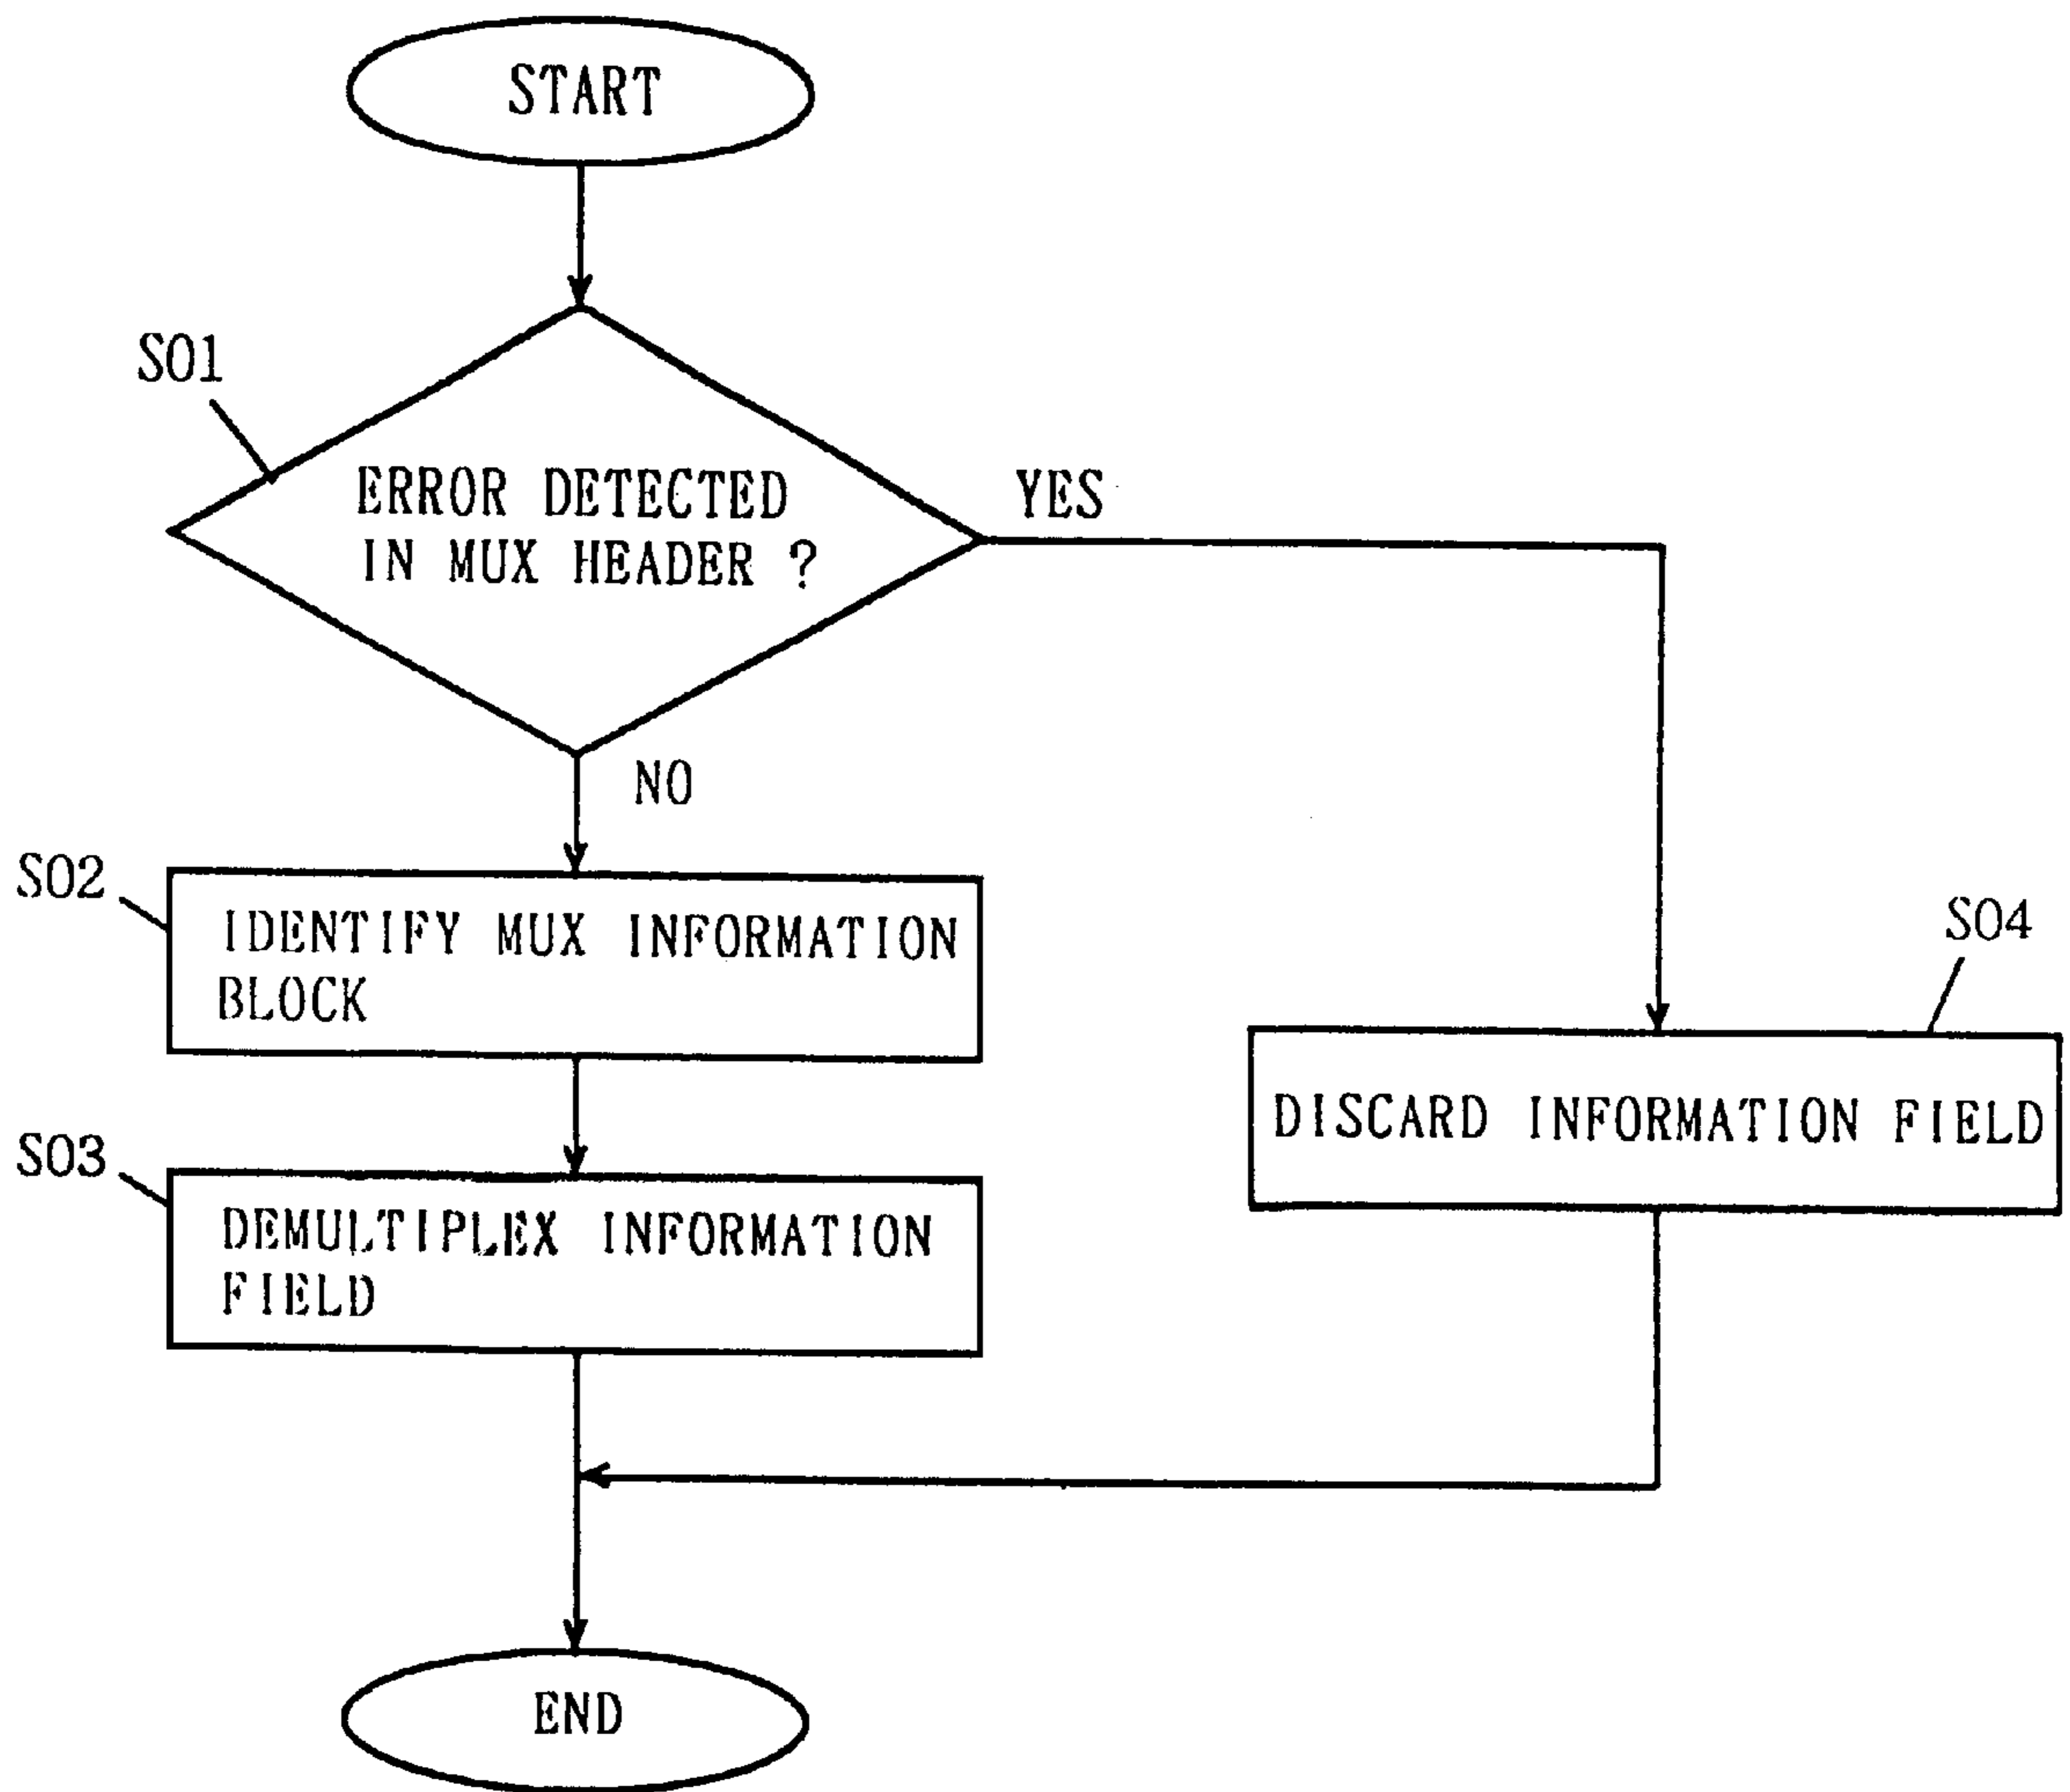 START
S01
ERROR DETECTED
IN MUX HEADER ?
YES
NO
S02
IDENTIFY MUX INFORMATION
BLOCK
S04
DISCARD INFORMATION FIELD
S03
DEMULTIPLEX INFORMATION
FIELD
END